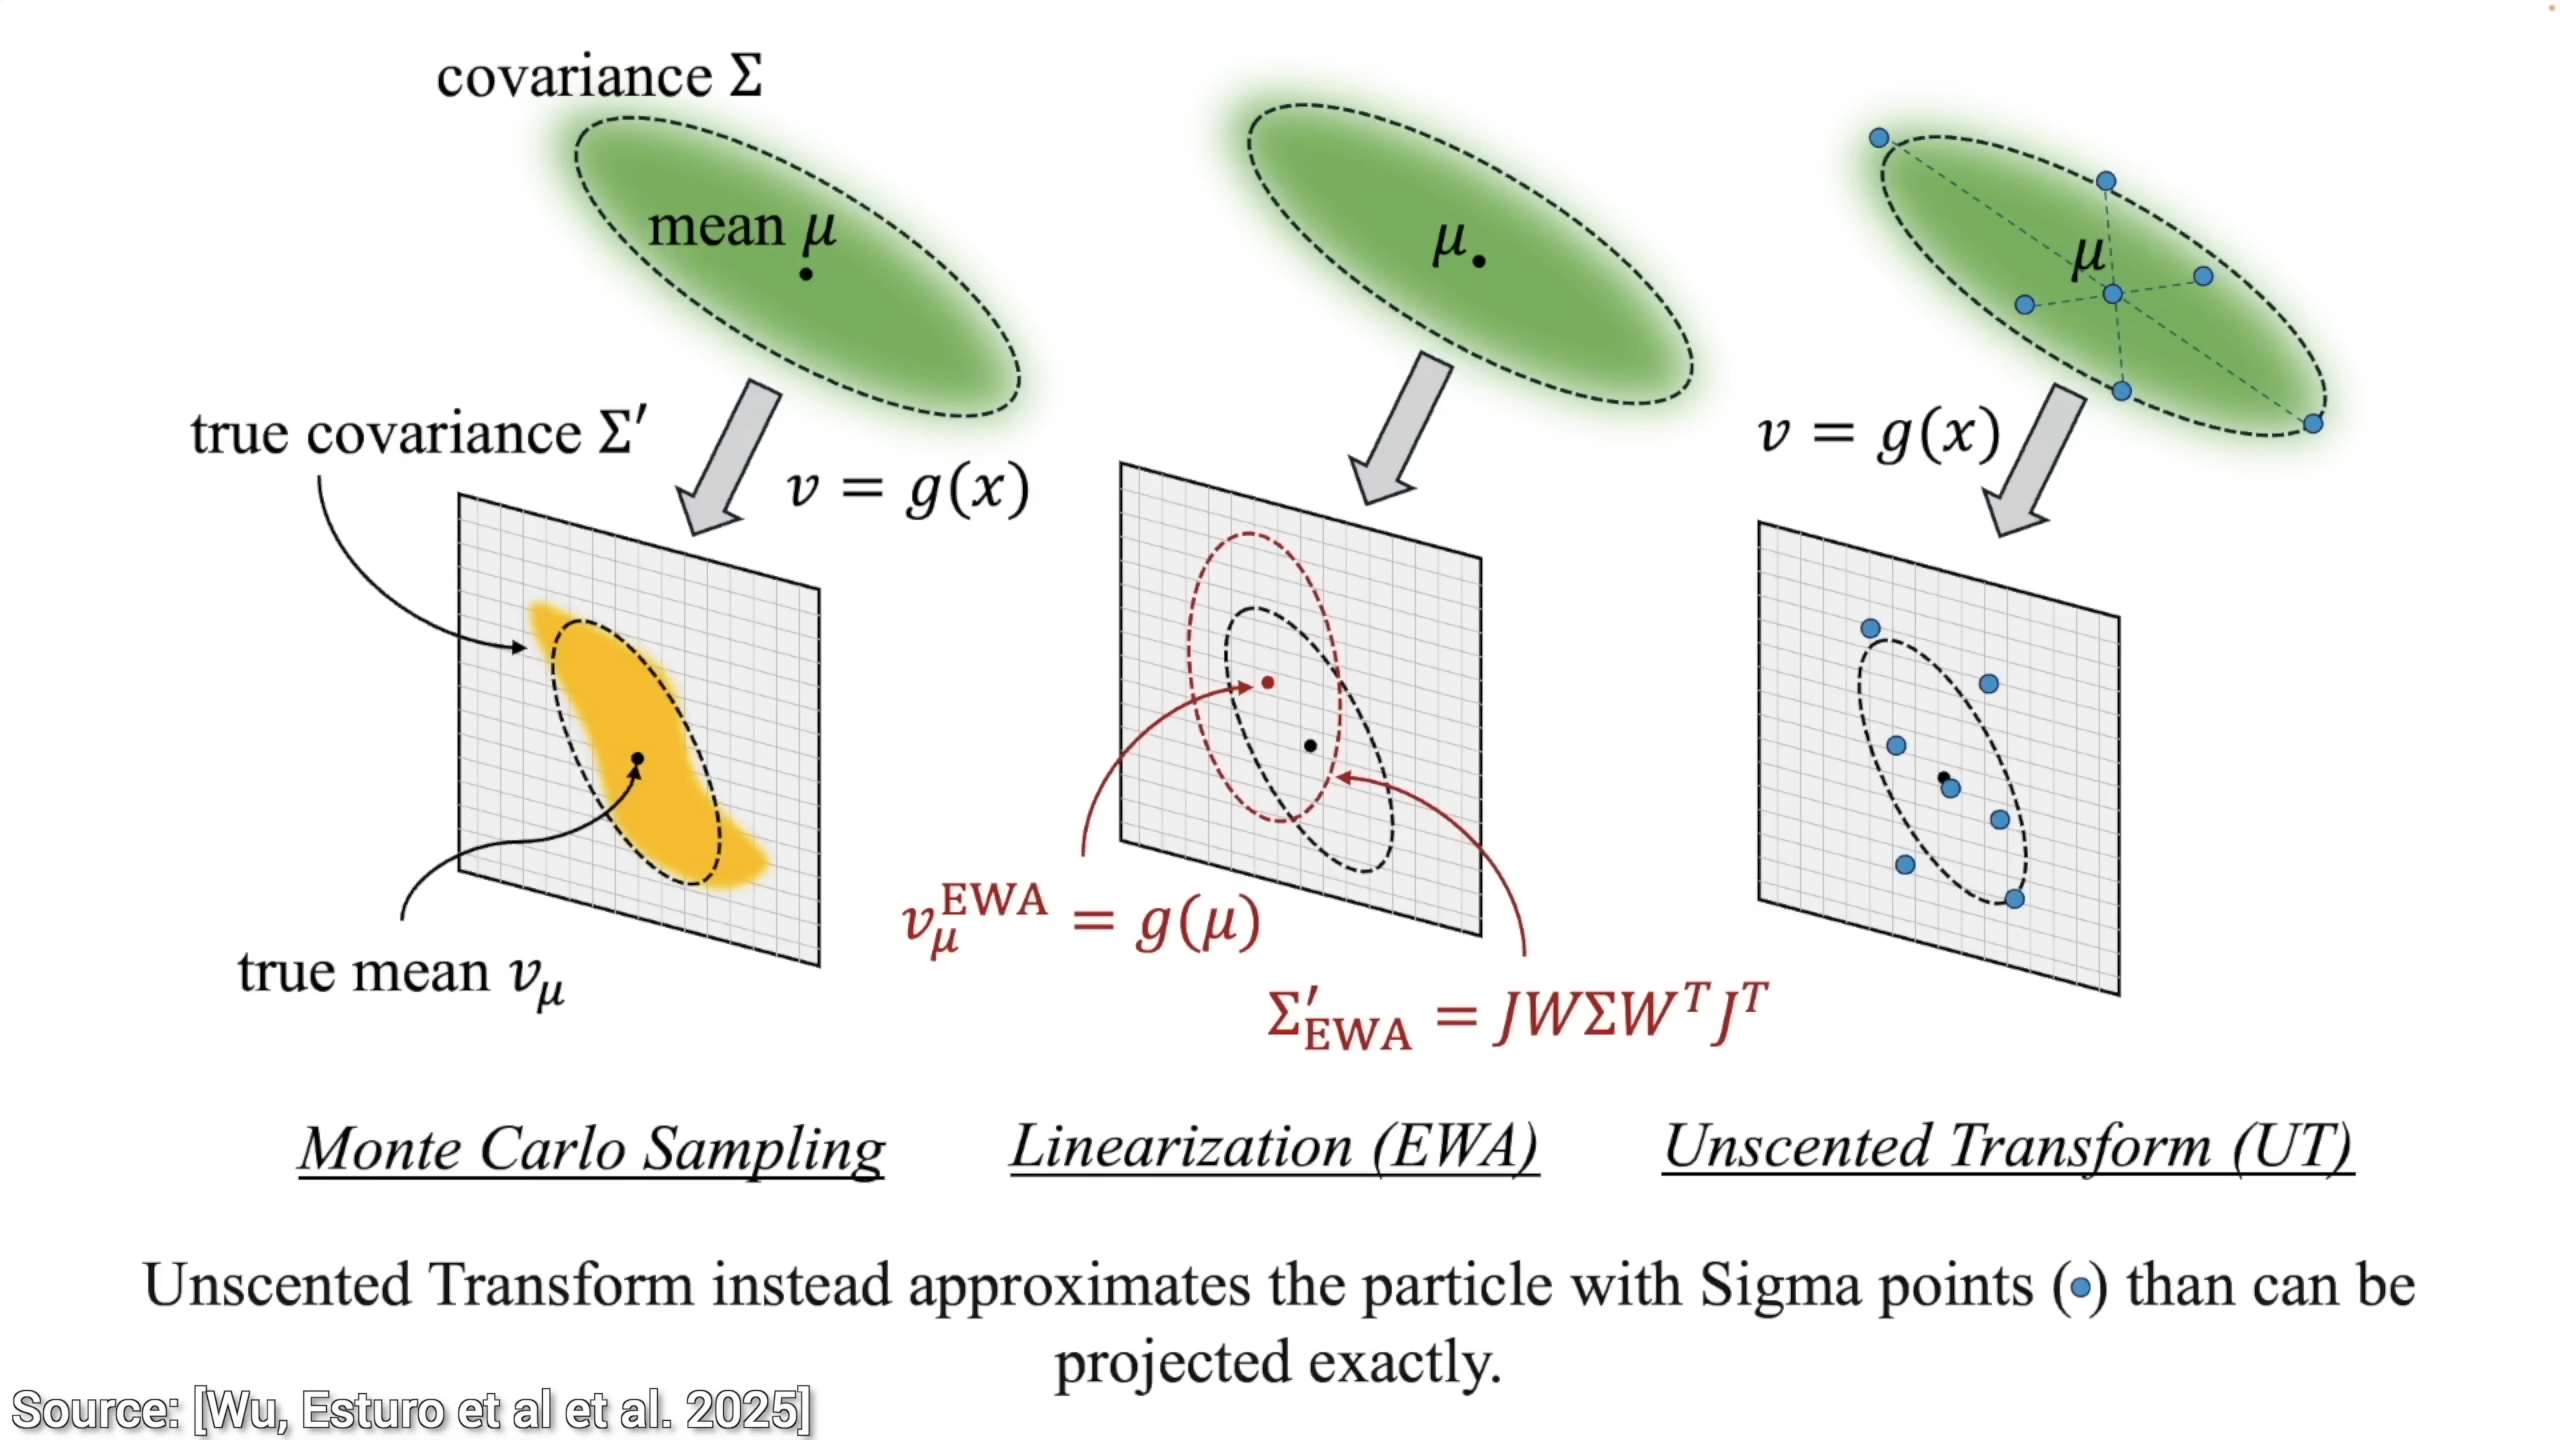 covariance Σ
mean μ
μ
μ
true covariance Σ′
v = g(x)
v = g(x)
v_μ^EWA = g(μ)
true mean v_μ
Σ′_EWA = JWΣW^T J^T
Monte Carlo Sampling
Linearization (EWA)
Unscented Transform (UT)
Unscented Transform instead approximates the particle with Sigma points (•) than can be
projected exactly.
Source: [Wu, Esturo et al et al. 2025]